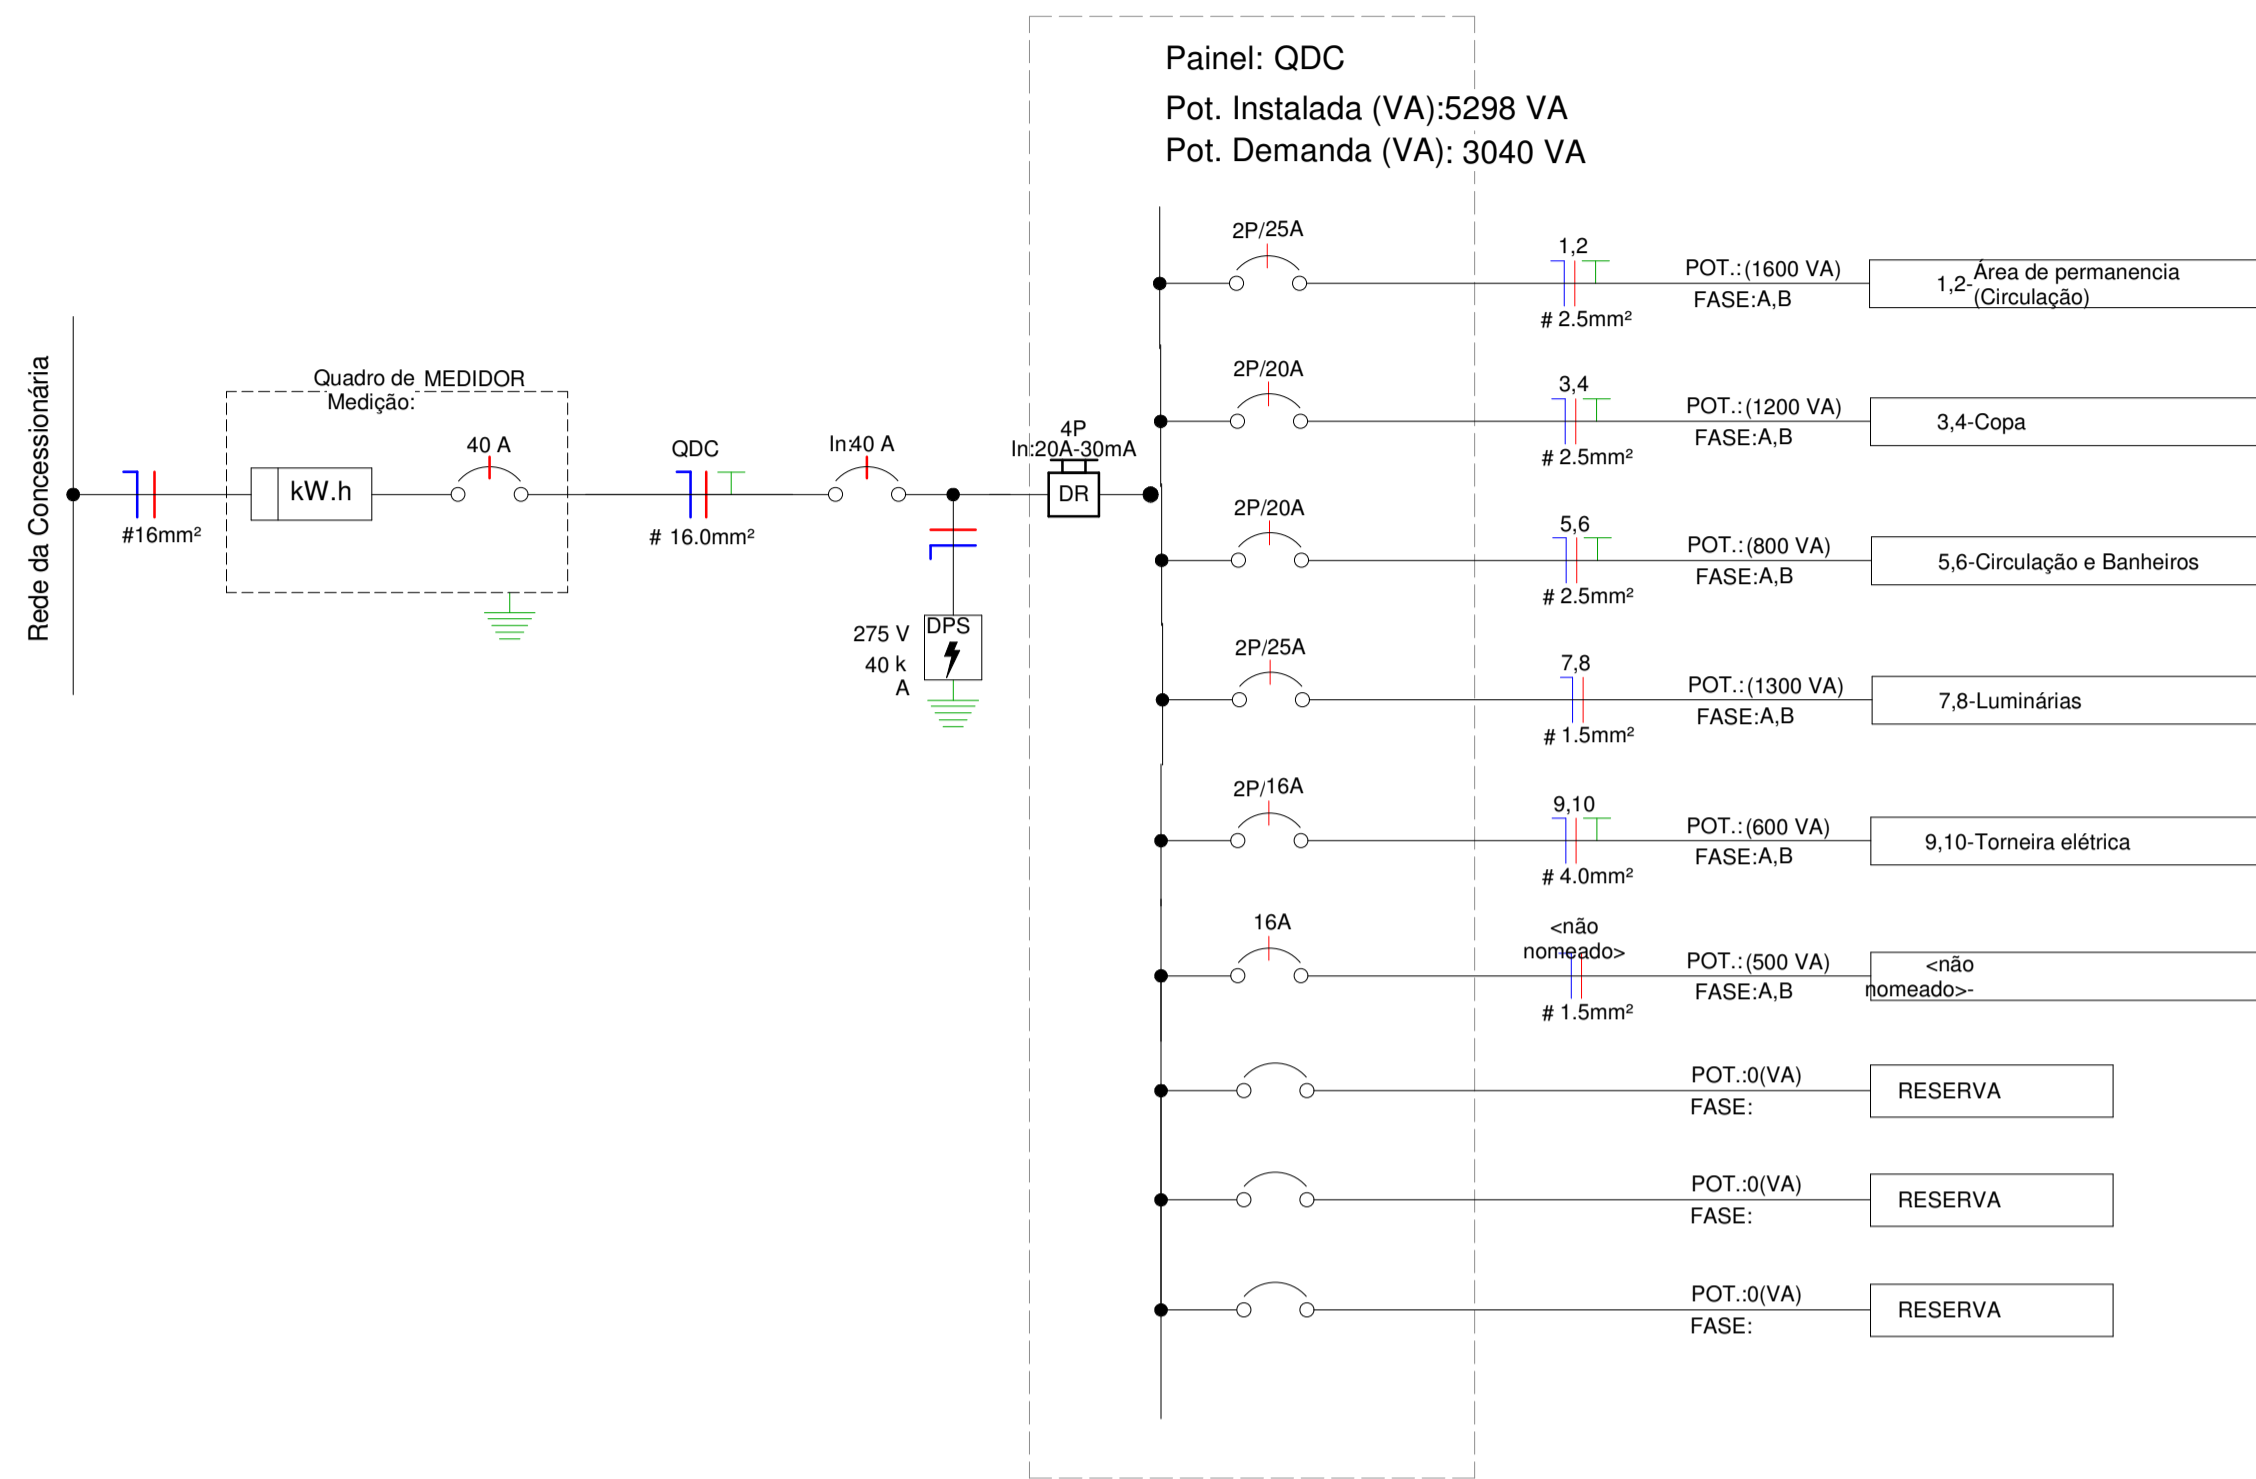 Painel: QDC
Pot. Instalada (VA):5298 VA
Pot. Demanda (VA): 3040 VA
Rede da Concessionária
#16mm²
Quadro de MEDIDOR
Medição:
kW.h
40 A
QDC
# 16.0mm²
In:40 A
DPS
275 V
40 k
A
4P
In:20A-30mA
DR
2P/25A
1,2
# 2.5mm²
POT.:(1600 VA)
FASE:A,B
1,2-Área de permanencia
(Circulação)
2P/20A
3,4
# 2.5mm²
POT.:(1200 VA)
FASE:A,B
3,4-Copa
2P/20A
5,6
# 2.5mm²
POT.:(800 VA)
FASE:A,B
5,6-Circulação e Banheiros
2P/25A
7,8
# 1.5mm²
POT.:(1300 VA)
FASE:A,B
7,8-Luminárias
2P/16A
9,10
# 4.0mm²
POT.:(600 VA)
FASE:A,B
9,10-Torneira elétrica
16A
<não
nomeado>
# 1.5mm²
POT.:(500 VA)
FASE:A,B
<não
nomeado>-
POT.:0(VA)
FASE:
RESERVA
POT.:0(VA)
FASE:
RESERVA
POT.:0(VA)
FASE:
RESERVA